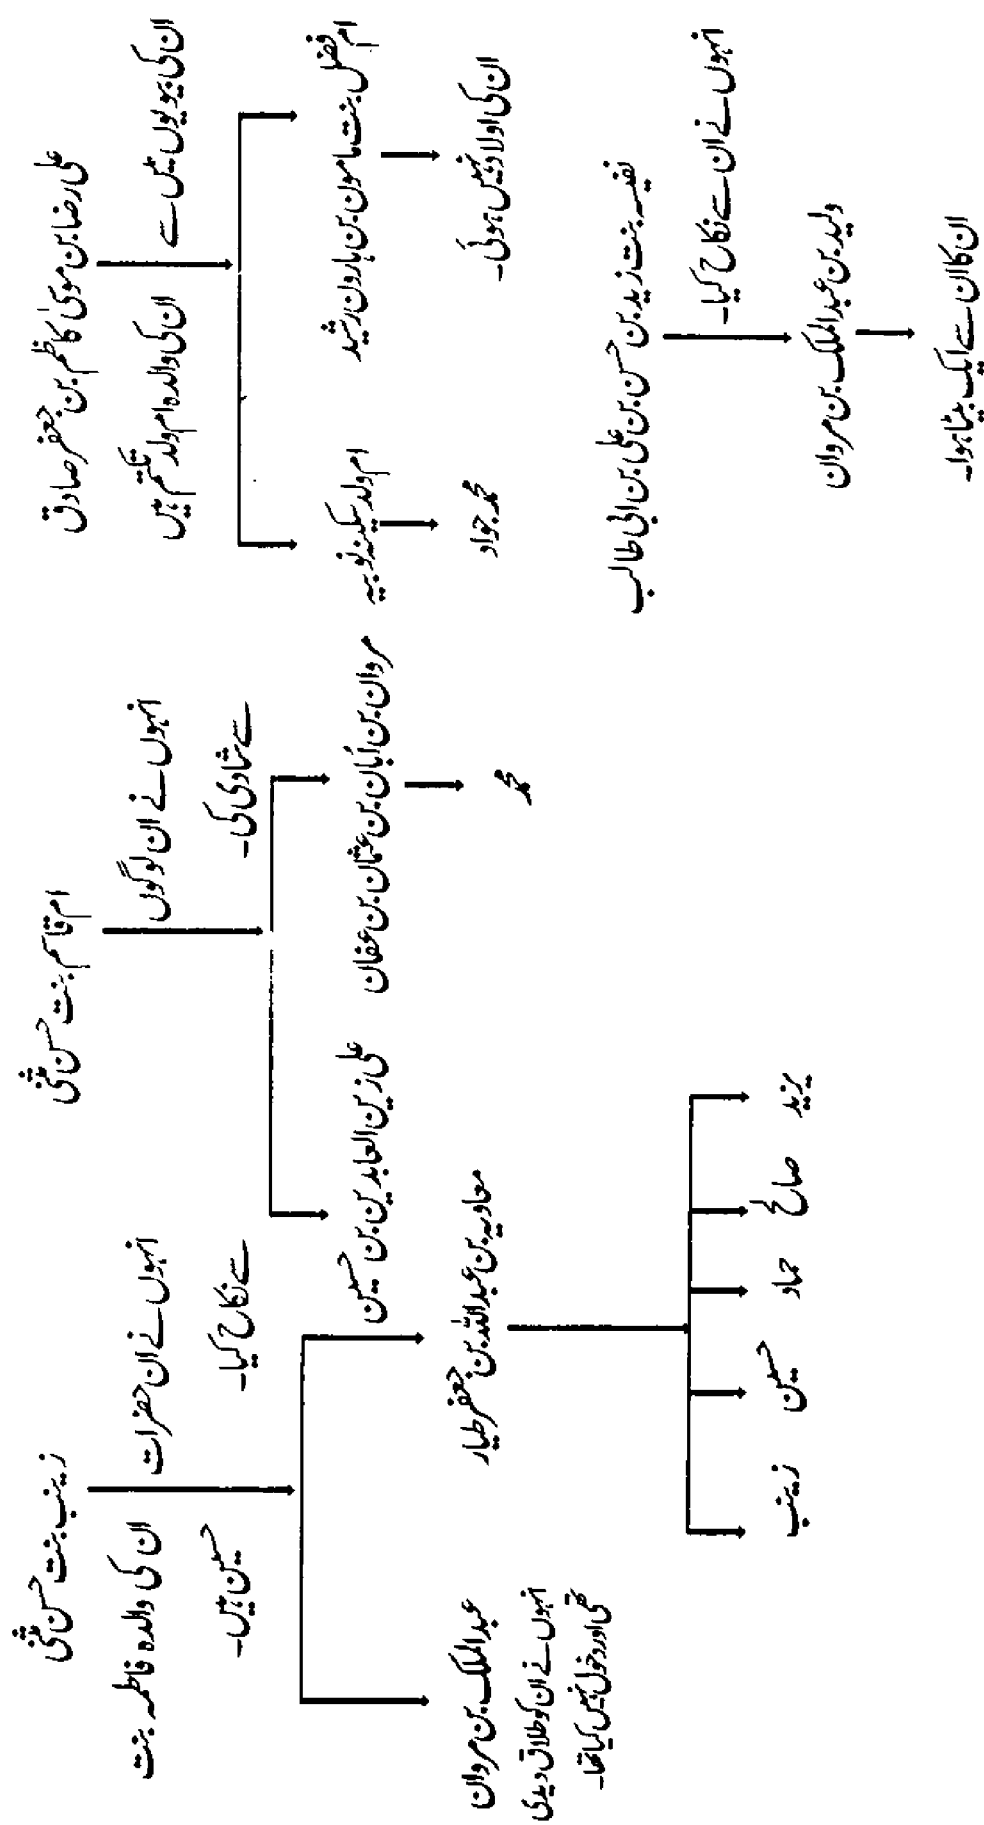 علی رضا بن موسیٰ کاظم بن جعفر صادق
ان کی بیویوں میں سے
ان کی والدہ ام ولد تکتم ہیں
ام فضل بنت مامون بن ہارون رشید
ان کی اولاد نہیں ہوئی۔
ام ولد سکینہ نوبیہ
محمد جواد
نفیسہ بنت زید بن حسن بن علی بن ابی طالب
انہوں نے ان سے نکاح کیا۔
ولید بن عبدالملک بن مروان
ان کا ان سے ایک بیٹا ہوا۔
ام قاسم بنت حسن مثنیٰ
انہوں نے ان لوگوں
سے شادی کی۔
مروان بن اَبان بن عثمان بن عفان
محمد
علی زین العابدین بن حسین
زینب بنت حسن مثنیٰ
انہوں نے ان حضرات
سے نکاح کیا۔
ان کی والدہ فاطمہ بنت
حسین ہیں۔
معاویہ بن عبداللہ بن جعفر طیار
یزید
صالح
حماد
حسین
زینب
عبدالملک بن مروان
انہوں نے ان کو طلاق دیدی
تھی اور دخول نہیں کیا تھا۔